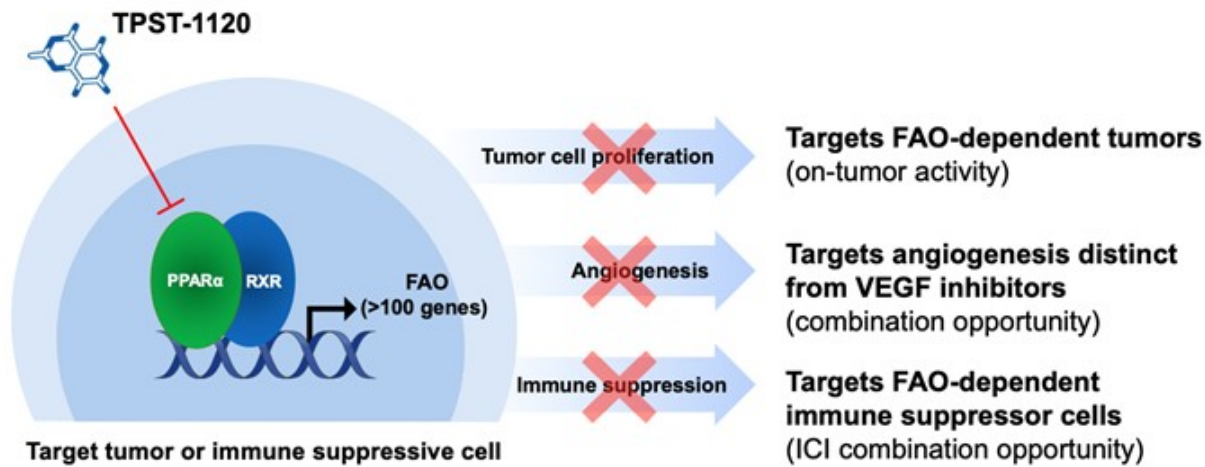 TPST-1120
PPARα
RXR
FAO
(>100 genes)
Target tumor or immune suppressive cell
Tumor cell proliferation
Targets FAO-dependent tumors
(on-tumor activity)
Angiogenesis
Targets angiogenesis distinct
from VEGF inhibitors
(combination opportunity)
Immune suppression
Targets FAO-dependent
immune suppressor cells
(ICI combination opportunity)